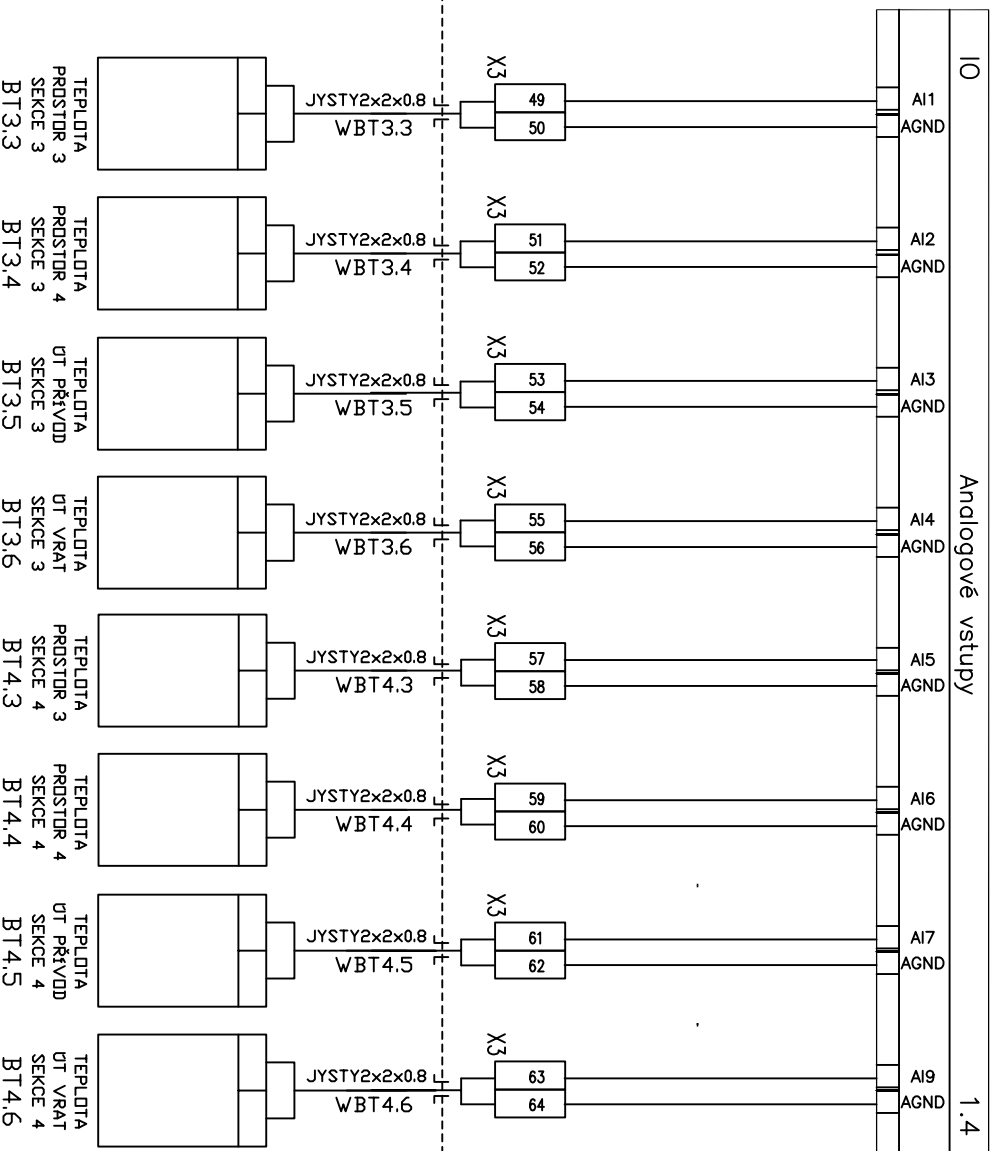 IO Analogové vstupy 1.4
AI1
AGND
X3
49
50
JYSTY2x2x0.8
WBT3.3
TEPLOTA
PROSTOR 3
SEKCE 3
BT3.3
AI2
AGND
X3
51
52
JYSTY2x2x0.8
WBT3.4
TEPLOTA
PROSTOR 4
SEKCE 3
BT3.4
AI3
AGND
X3
53
54
JYSTY2x2x0.8
WBT3.5
TEPLOTA
ÚT PŘÍVOD
SEKCE 3
BT3.5
AI4
AGND
X3
55
56
JYSTY2x2x0.8
WBT3.6
TEPLOTA
ÚT VRAT
SEKCE 3
BT3.6
AI5
AGND
X3
57
58
JYSTY2x2x0.8
WBT4.3
TEPLOTA
PROSTOR 3
SEKCE 4
BT4.3
AI6
AGND
X3
59
60
JYSTY2x2x0.8
WBT4.4
TEPLOTA
PROSTOR 4
SEKCE 4
BT4.4
AI7
AGND
X3
61
62
JYSTY2x2x0.8
WBT4.5
TEPLOTA
ÚT PŘÍVOD
SEKCE 4
BT4.5
AI9
AGND
X3
63
64
JYSTY2x2x0.8
WBT4.6
TEPLOTA
ÚT VRAT
SEKCE 4
BT4.6